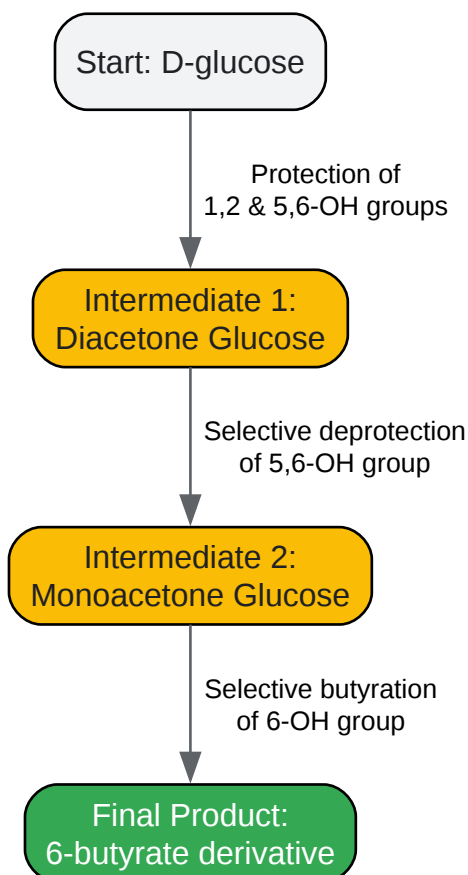 Start: D-glucose
Protection of
1,2 & 5,6-OH groups
Intermediate 1:
Diacetone Glucose
Selective deprotection
of 5,6-OH group
Intermediate 2:
Monoacetone Glucose
Selective butyration
of 6-OH group
Final Product:
6-butyrate derivative